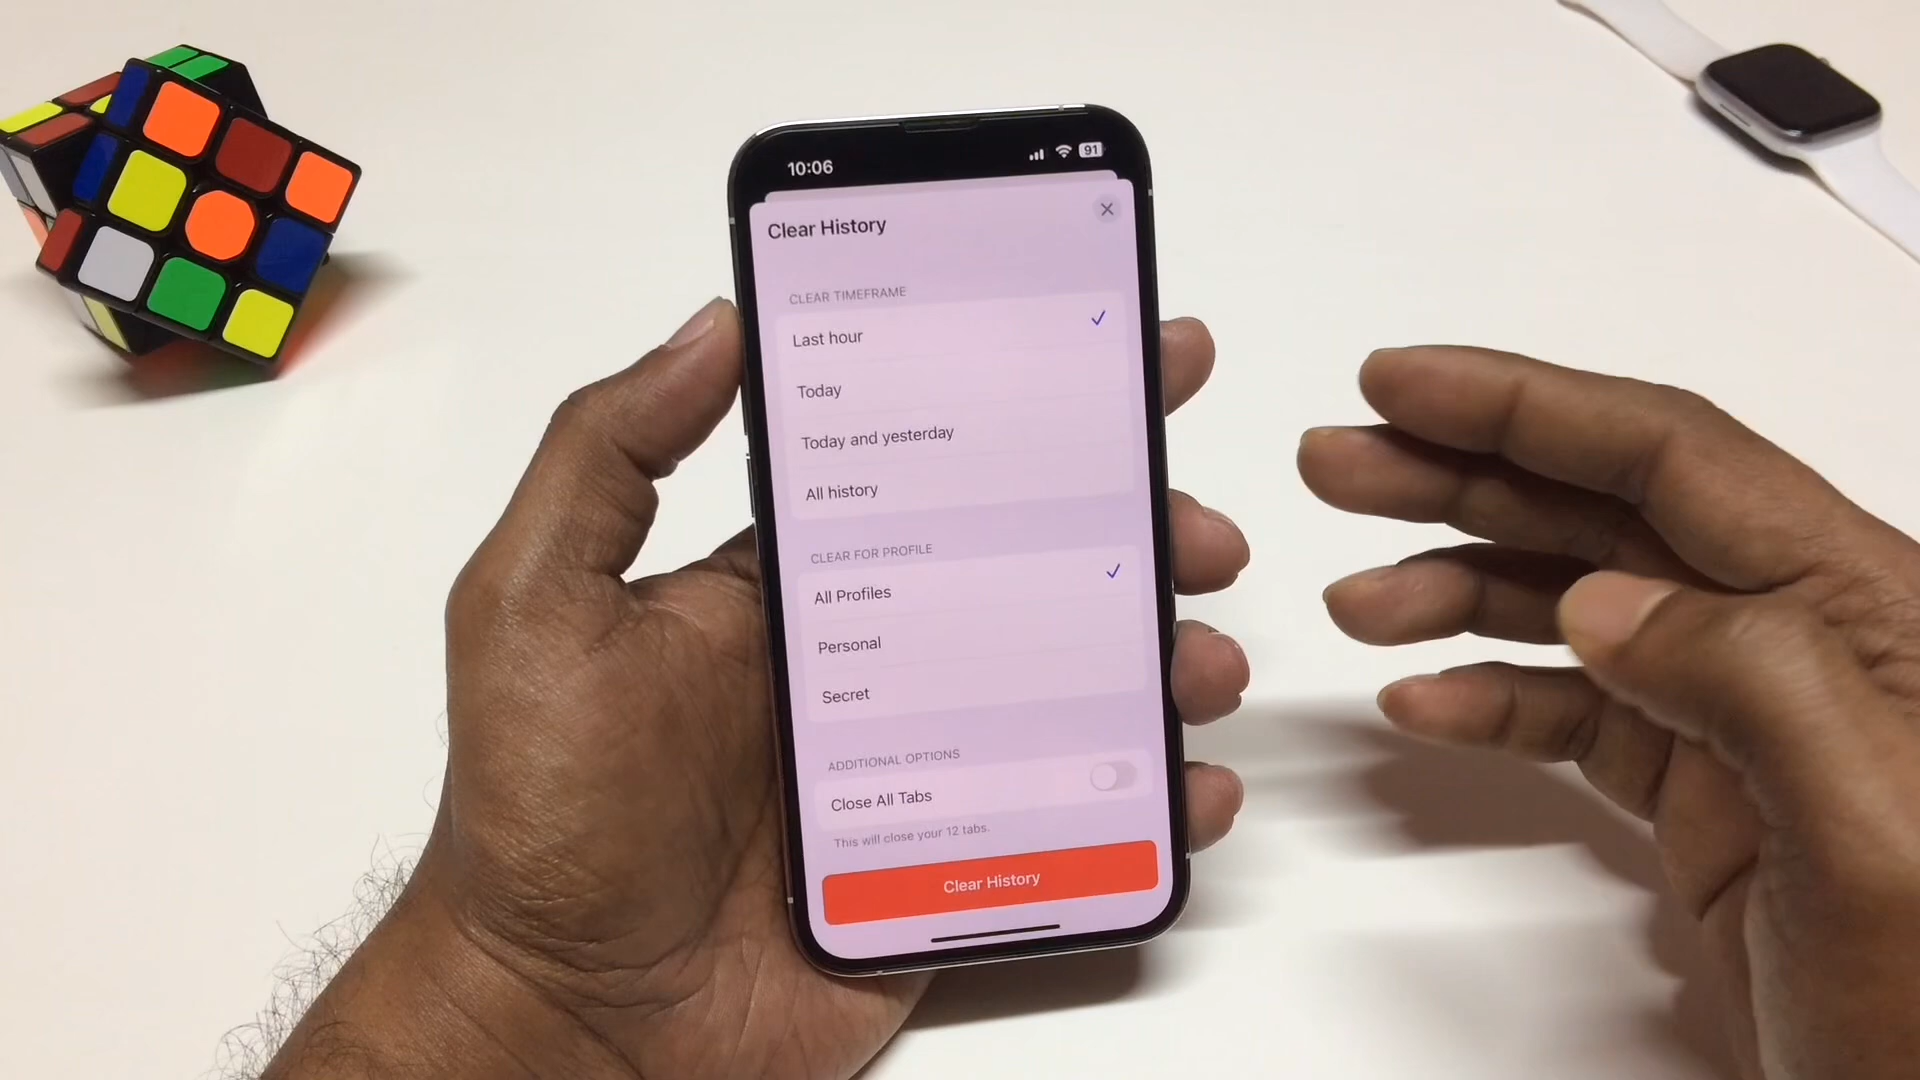 10:06
91
Clear History
CLEAR TIMEFRAME
Last hour
Today
Today and yesterday
All history
CLEAR FOR PROFILE
All Profiles
Personal
Secret
ADDITIONAL OPTIONS
Close All Tabs
This will close your 12 tabs.
Clear History